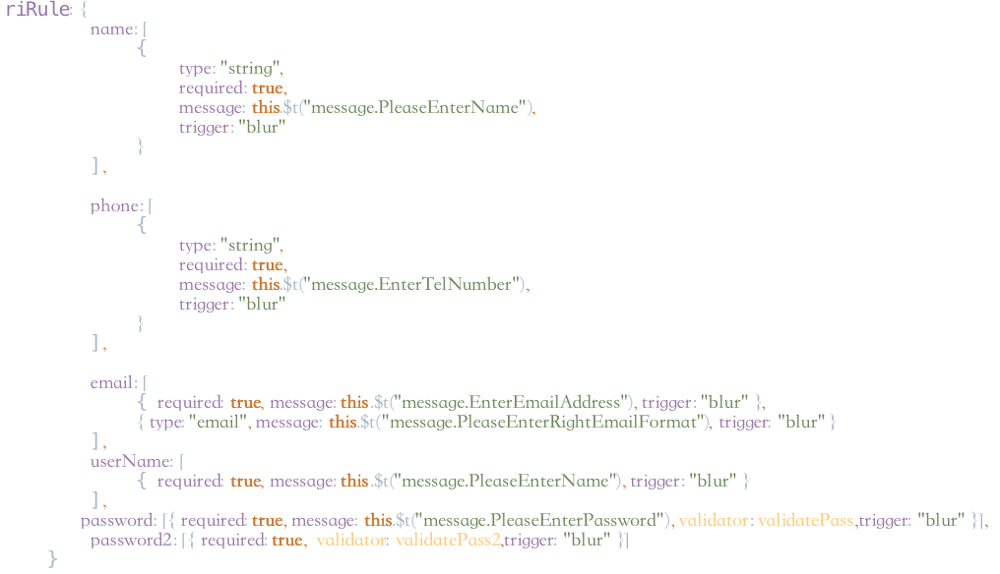 riRule: {
name: [
{
type: "string",
required: true,
message: this.$t("message.PleaseEnterName"),
trigger: "blur"
}
],
phone: [
{
type: "string",
required: true,
message: this.$t("message.EnterTelNumber"),
trigger: "blur"
}
],
email: [
{ required: true, message: this.$t("message.EnterEmailAddress"), trigger: "blur" },
{ type: "email", message: this.$t("message.PleaseEnterRightEmailFormat"), trigger: "blur" }
],
userName: [
{ required: true, message: this.$t("message.PleaseEnterName"), trigger: "blur" }
],
password: [{ required: true, message: this.$t("message.PleaseEnterPassword"), validator: validatePass,trigger: "blur" }],
password2: [{ required: true, validator: validatePass2,trigger: "blur" }]
}